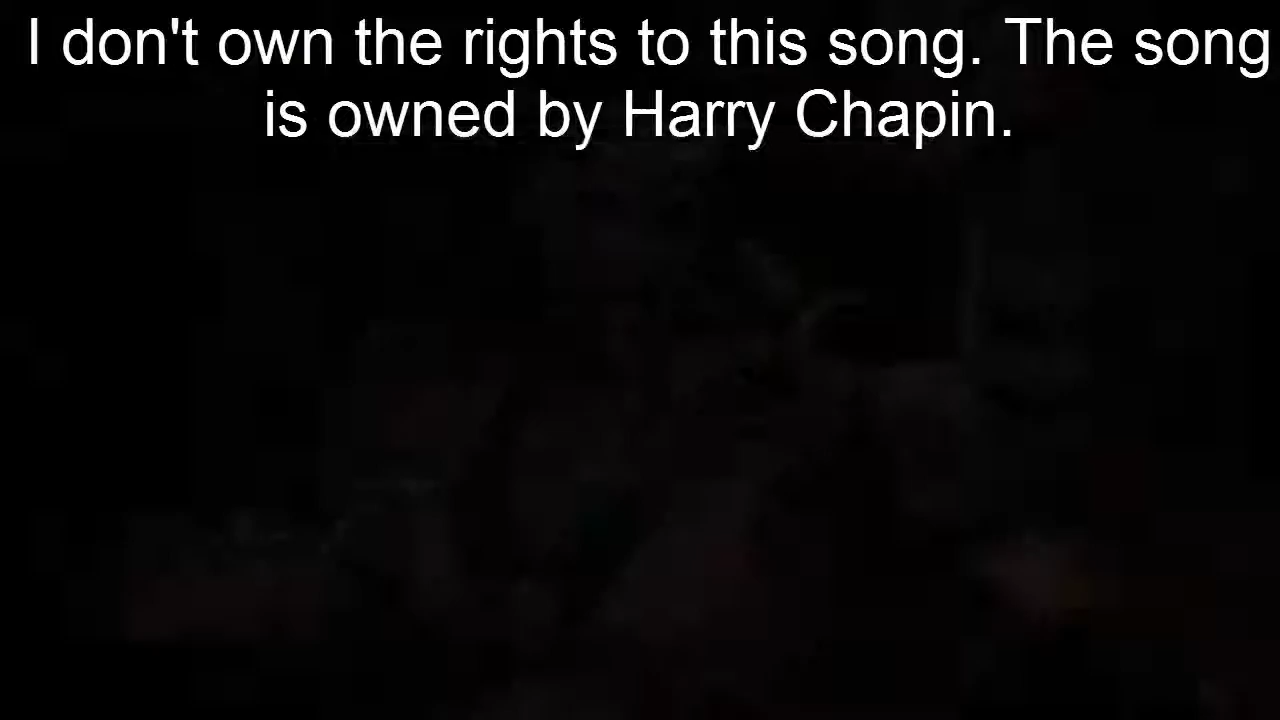 I don't own the rights to this song. The song
is owned by Harry Chapin.